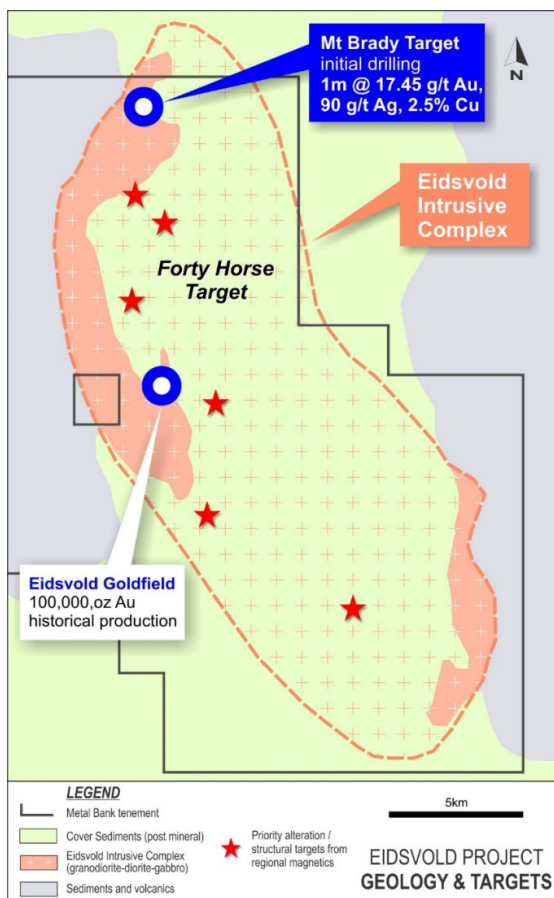 Mt Brady Target
initial drilling
1m @ 17.45 g/t Au,
90 g/t Ag, 2.5% Cu
N
Eidsvold
Intrusive
Complex
Forty Horse
Target
Eidsvold Goldfield
100,000,oz Au
historical production
LEGEND
Metal Bank tenement
Cover Sediments (post mineral)
Eidsvold Intrusive Complex
(granodiorite-diorite-gabbro)
Sediments and volcanics
Priority alteration /
structural targets from
regional magnetics
5km
EIDSVOLD PROJECT
GEOLOGY & TARGETS